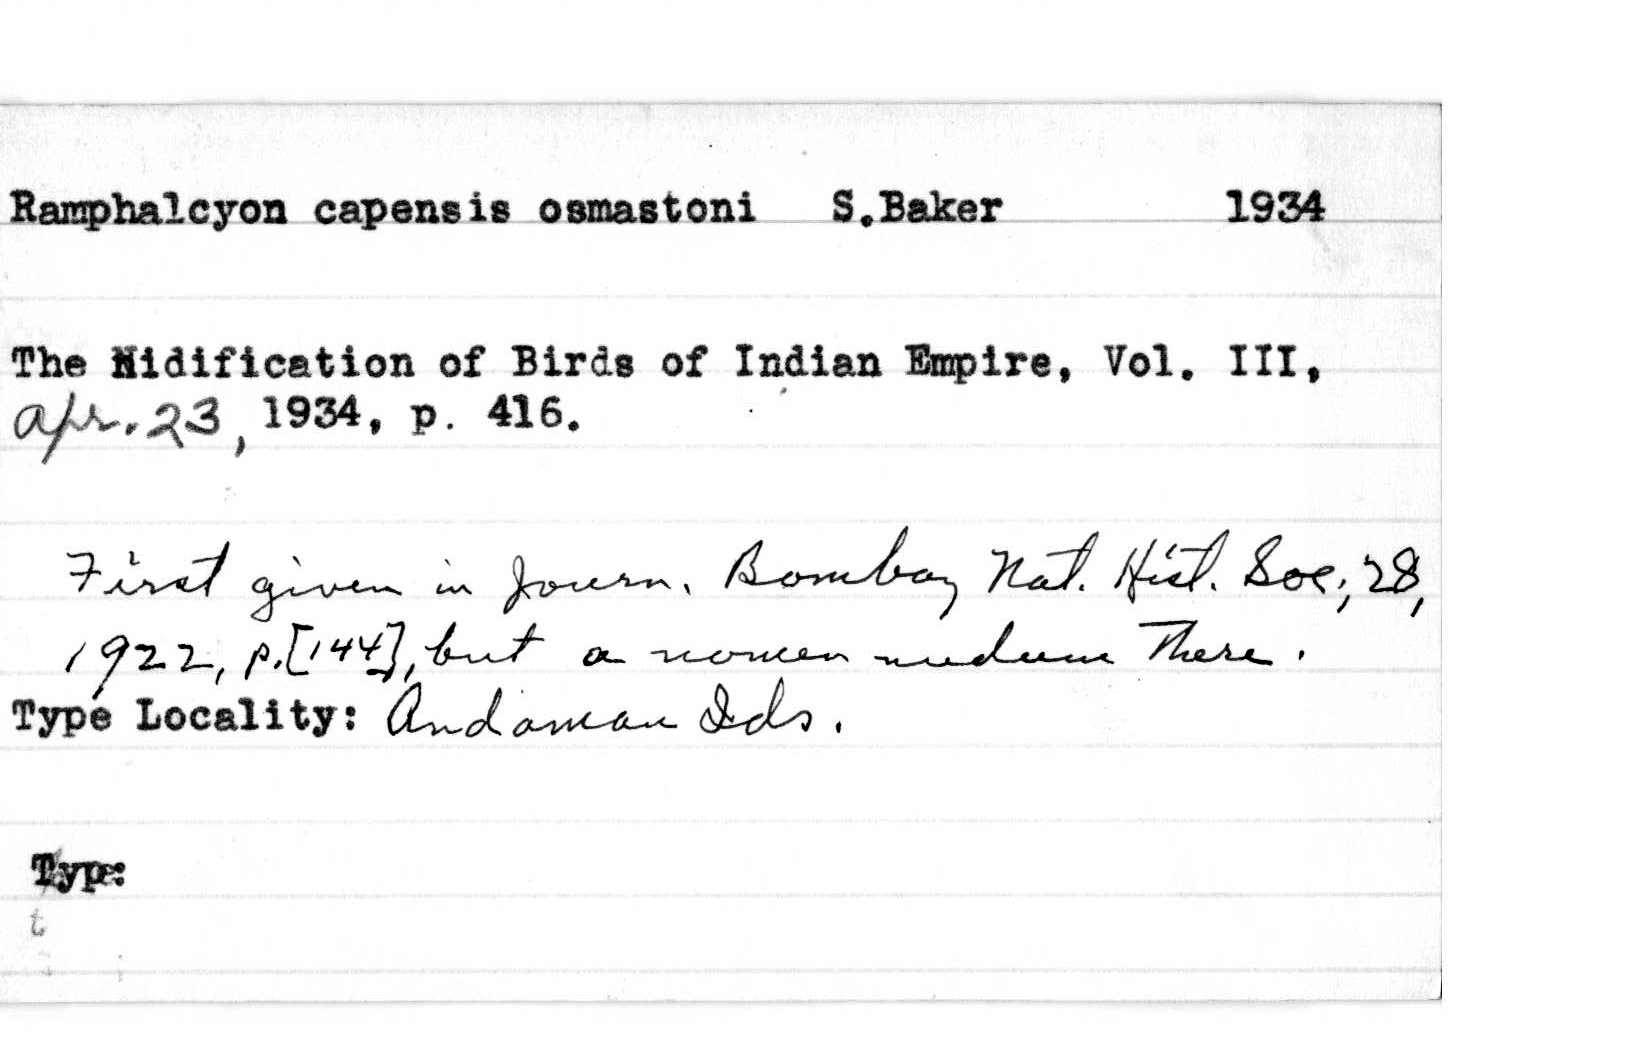 Ramphalcyon capensis osmastoni S.Baker 1934
The Nidification of Birds of Indian Empire, Vol. III,
Apr. 23, 1934, p. 416.
First given in Journ. Bombay Nat. Hist. Soc., 28,
1922, p. [144], but a nomen nudum there.
Type Locality: Andaman Ids.
Type:
t